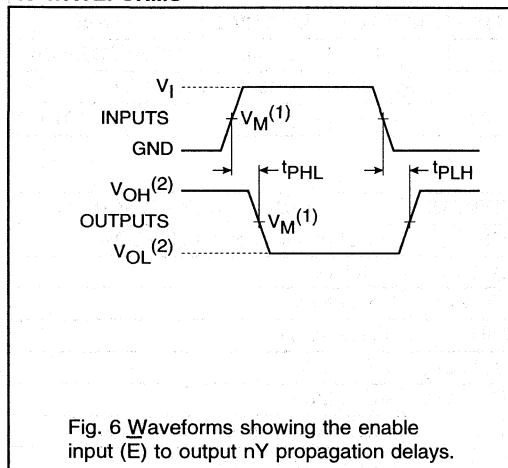 V_I
INPUTS V_M(1)
GND
t_PHL t_PLH
V_OH(2)
OUTPUTS V_M(1)
V_OL(2)
Fig. 6 Waveforms showing the enable
input (E̅) to output nY propagation delays.